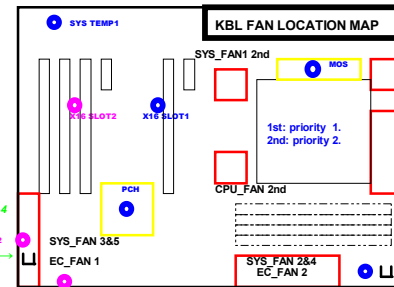 KBL FAN LOCATION MAP
SYS TEMP1
SYS_FAN1 2nd
MOS
X16 SLOT2
X16 SLOT1
1st: priority 1.
2nd: priority 2.
PCH
CPU_FAN 2nd
4
SYS_FAN 3&5
EC_FAN 1
SYS_FAN 2&4
EC_FAN 2